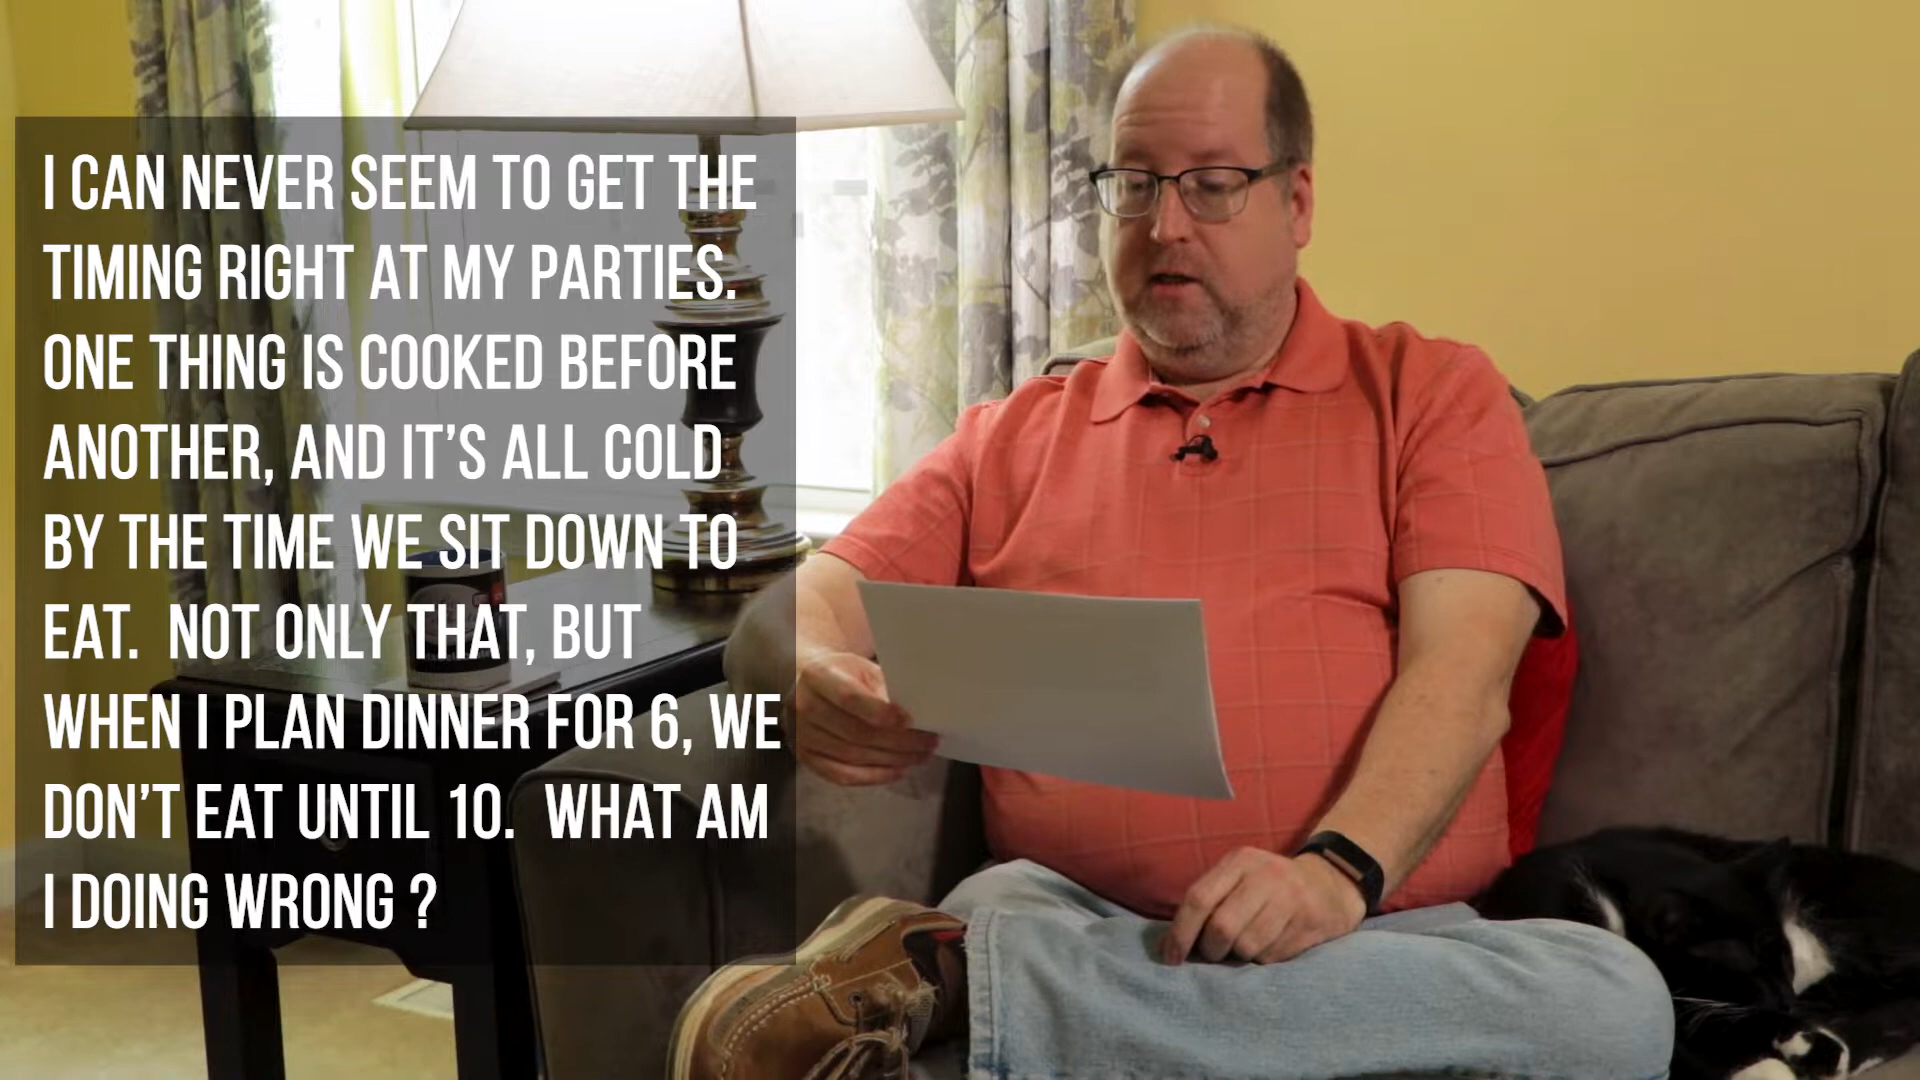 I CAN NEVER SEEM TO GET THE
TIMING RIGHT AT MY PARTIES.
ONE THING IS COOKED BEFORE
ANOTHER, AND IT'S ALL COLD
BY THE TIME WE SIT DOWN TO
EAT.  NOT ONLY THAT, BUT
WHEN I PLAN DINNER FOR 6, WE
DON'T EAT UNTIL 10.  WHAT AM
I DOING WRONG ?